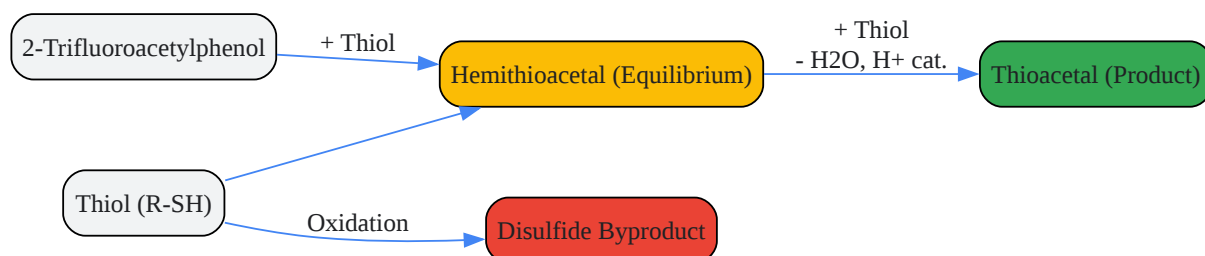 2-Trifluoroacetylphenol
+ Thiol
Hemithioacetal (Equilibrium)
+ Thiol
- H2O, H+ cat.
Thioacetal (Product)
Thiol (R-SH)
Oxidation
Disulfide Byproduct